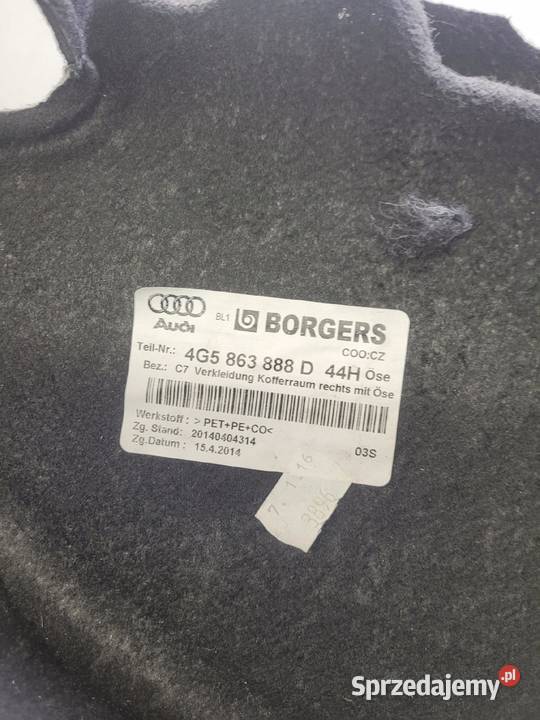 Audi BL1 BORGERS
COO:CZ
Teil-Nr.: 4G5 863 888 D 44H Öse
Bez.: C7 Verkleidung Kofferraum rechts mit Öse
Werkstoff : > PET+PE+CO<
Zg. Stand: 20140404314
Zg.Datum : 15.4.2014
03S
3896
Sprzedajemy.pl